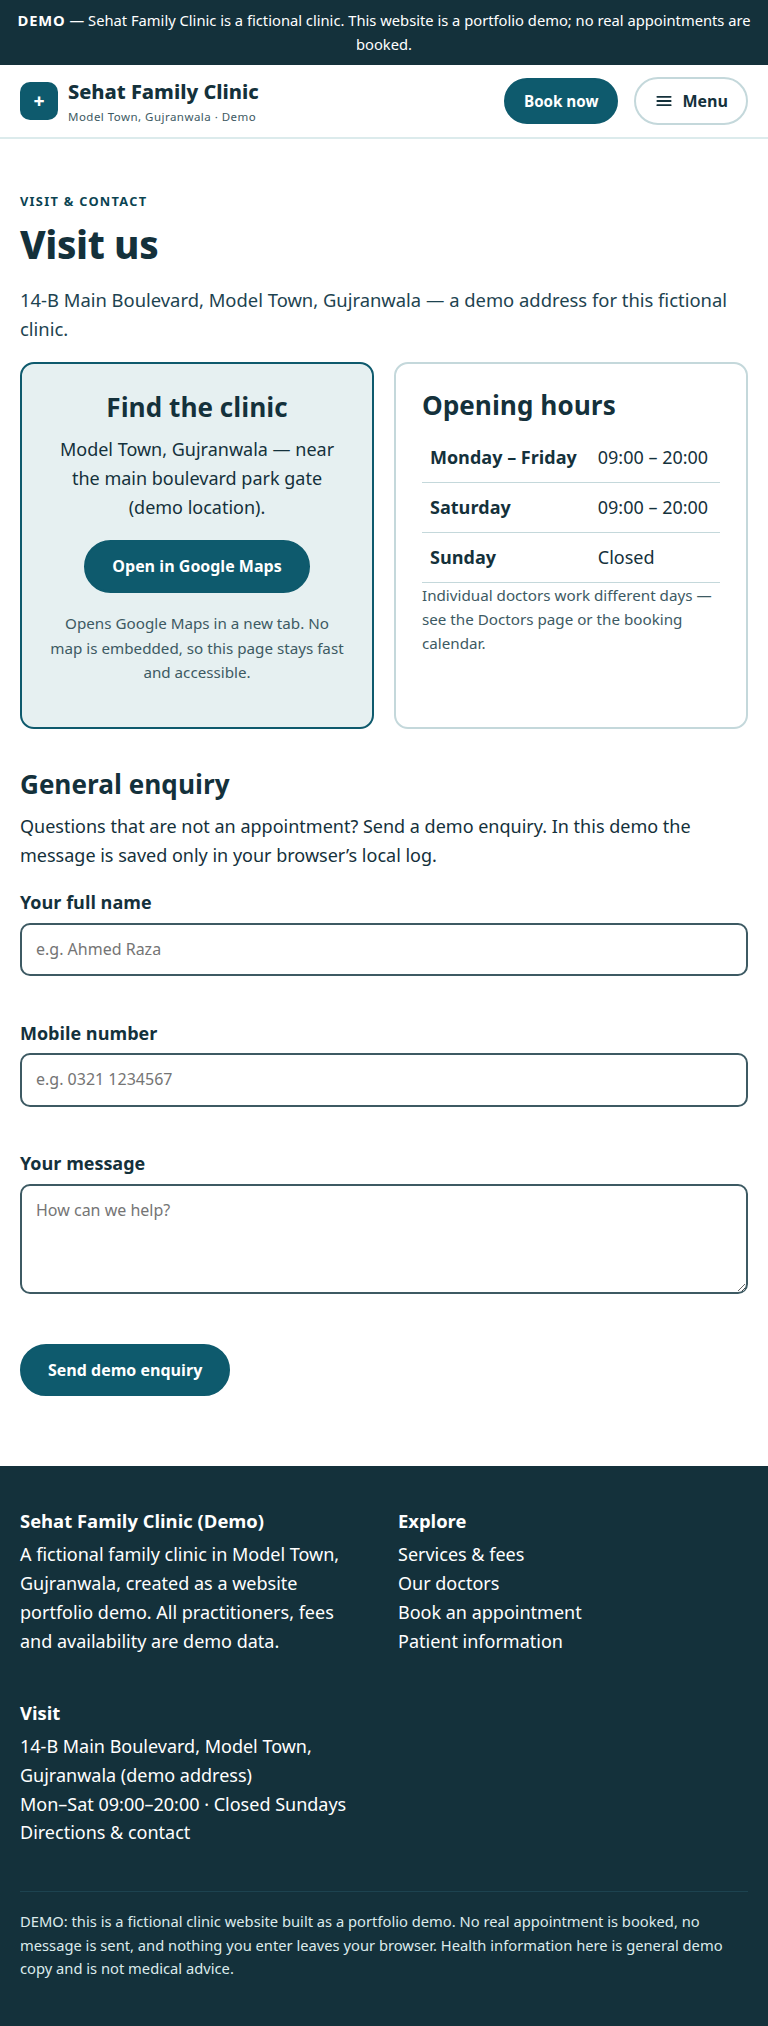 DEMO — Sehat Family Clinic is a fictional clinic. This website is a portfolio demo; no real appointments are
booked.
+
Sehat Family Clinic
Model Town, Gujranwala · Demo
Book now
Menu
VISIT & CONTACT
Visit us
14-B Main Boulevard, Model Town, Gujranwala — a demo address for this fictional
clinic.
Find the clinic
Model Town, Gujranwala — near
the main boulevard park gate
(demo location).
Open in Google Maps
Opens Google Maps in a new tab. No
map is embedded, so this page stays fast
and accessible.
Opening hours
Monday – Friday 09:00 – 20:00
Saturday 09:00 – 20:00
Sunday Closed
Individual doctors work different days —
see the Doctors page or the booking
calendar.
General enquiry
Questions that are not an appointment? Send a demo enquiry. In this demo the
message is saved only in your browser’s local log.
Your full name
e.g. Ahmed Raza
Mobile number
e.g. 0321 1234567
Your message
How can we help?
Send demo enquiry
Sehat Family Clinic (Demo)
A fictional family clinic in Model Town,
Gujranwala, created as a website
portfolio demo. All practitioners, fees
and availability are demo data.
Explore
Services & fees
Our doctors
Book an appointment
Patient information
Visit
14-B Main Boulevard, Model Town,
Gujranwala (demo address)
Mon–Sat 09:00–20:00 · Closed Sundays
Directions & contact
DEMO: this is a fictional clinic website built as a portfolio demo. No real appointment is booked, no
message is sent, and nothing you enter leaves your browser. Health information here is general demo
copy and is not medical advice.